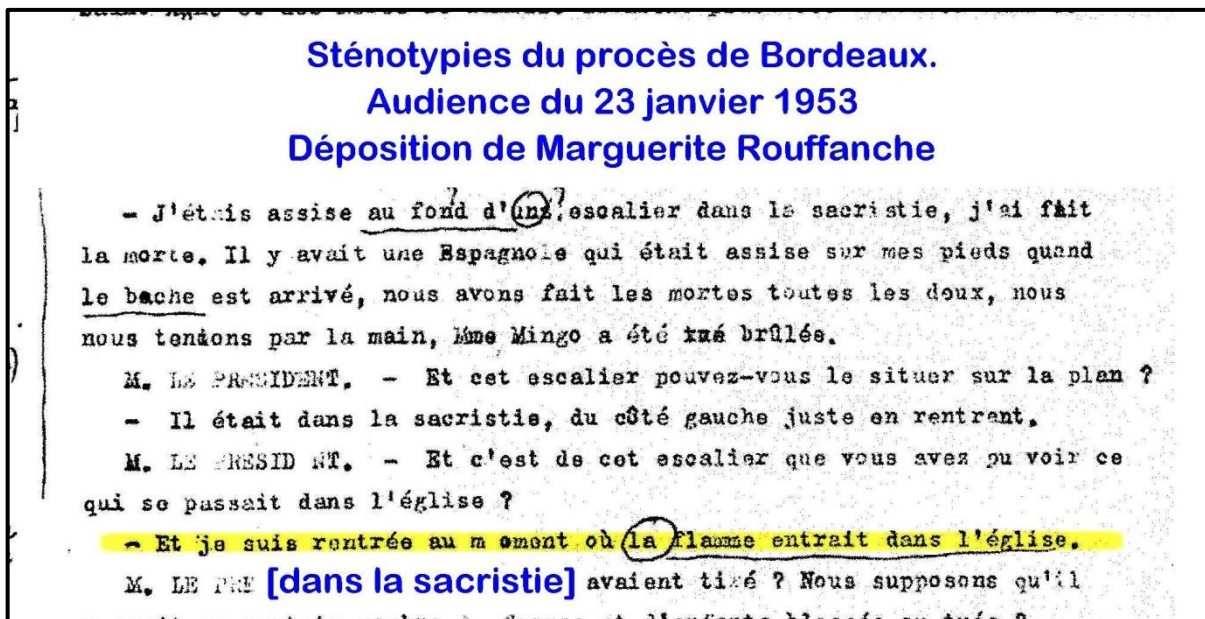 Sténotypies du procès de Bordeaux.
Audience du 23 janvier 1953
Déposition de Marguerite Rouffanche
- J'étais assise au fond d'une?escalier dans la sacristie, j'ai fait
la morte. Il y avait une Espagnole qui était assise sur mes pieds quand
le bache est arrivé, nous avons fait les mortes toutes les deux, nous
nous tenions par la main, Mme Mingo a été tué brûlées.
M. LE PRESIDENT. - Et cet escalier pouvez-vous le situer sur la plan ?
- Il était dans la sacristie, du côté gauche juste en rentrant.
M. LE PRESID NT. - Et c'est de cet escalier que vous avez pu voir ce
qui se passait dans l'église ?
- Et je suis rentrée au m oment où la flamme entrait dans l'église.
M. LE PRE [dans la sacristie] avaient tiré ? Nous supposons qu'il